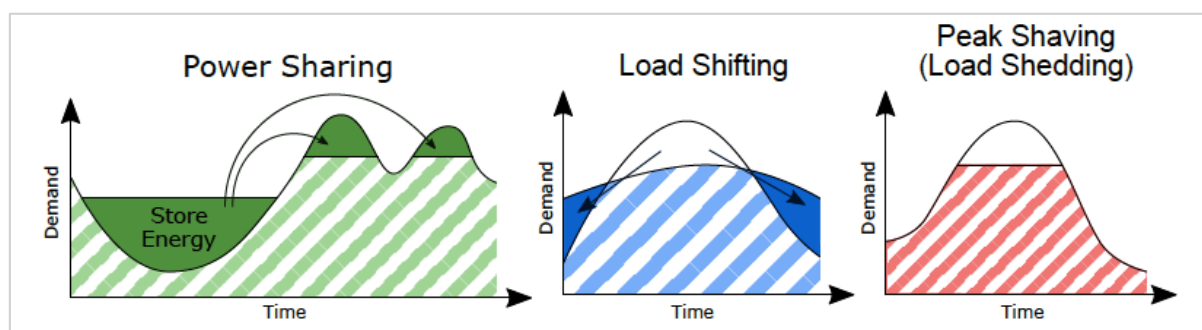 Power Sharing
Demand
Store
Energy
Time
Load Shifting
Demand
Time
Peak Shaving
(Load Shedding)
Demand
Time